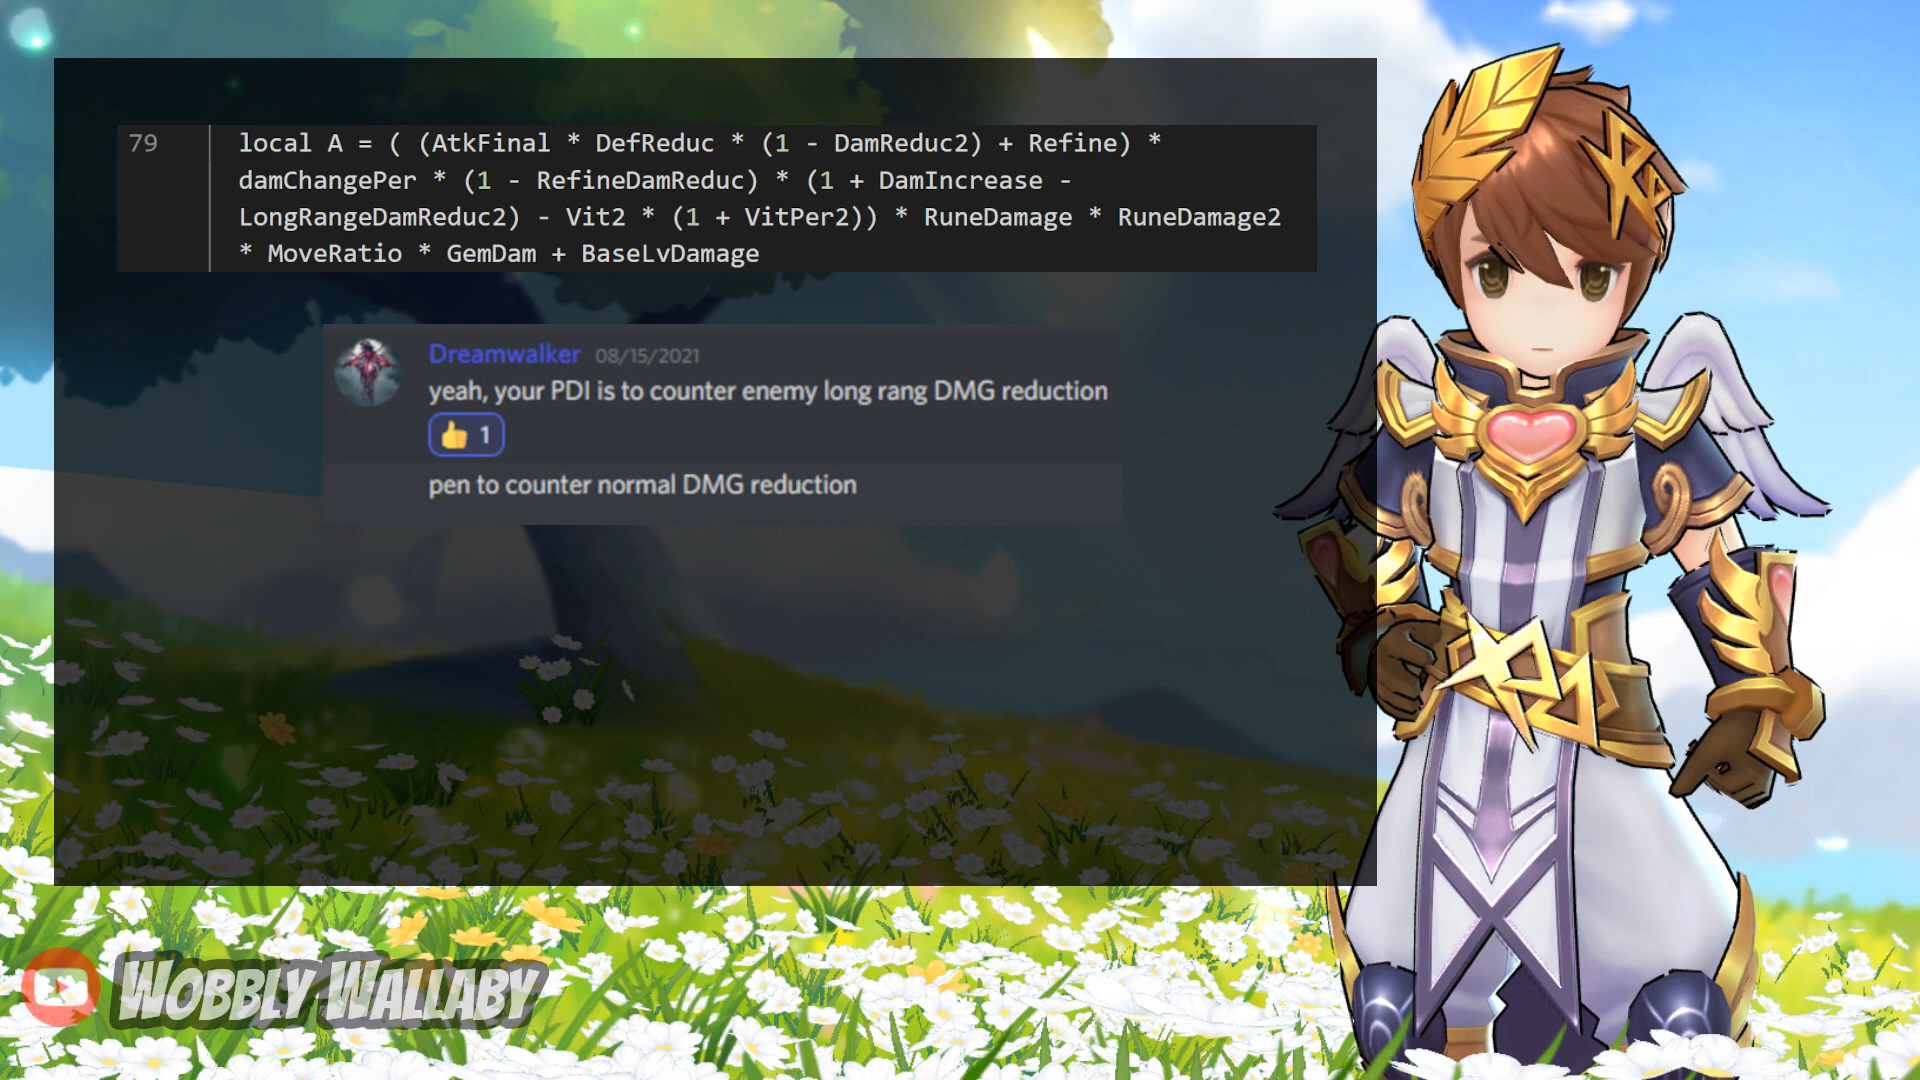 79 local A = ( (AtkFinal * DefReduc * (1 - DamReduc2) + Refine) *
damChangePer * (1 - RefineDamReduc) * (1 + DamIncrease -
LongRangeDamReduc2) - Vit2 * (1 + VitPer2)) * RuneDamage * RuneDamage2
* MoveRatio * GemDam + BaseLvDamage
Dreamwalker 08/15/2021
yeah, your PDI is to counter enemy long rang DMG reduction
👍 1
pen to counter normal DMG reduction
WOBBLY WALLABY